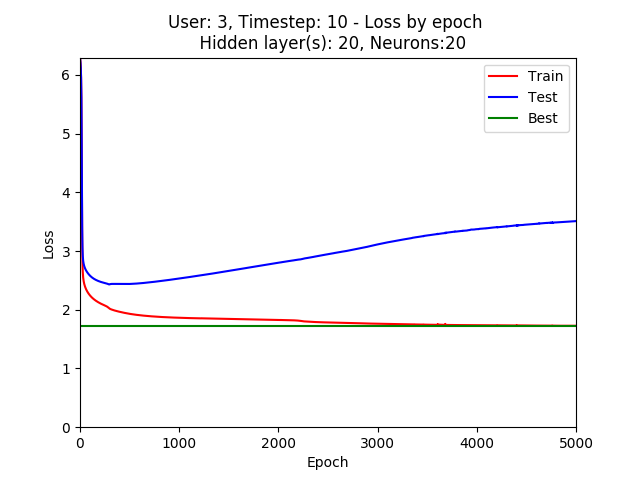 User: 3, Timestep: 10 - Loss by epoch
Hidden layer(s): 20, Neurons:20
Train
Test
Best
Loss
6
5
4
3
2
1
0
0 1000 2000 3000 4000 5000
Epoch